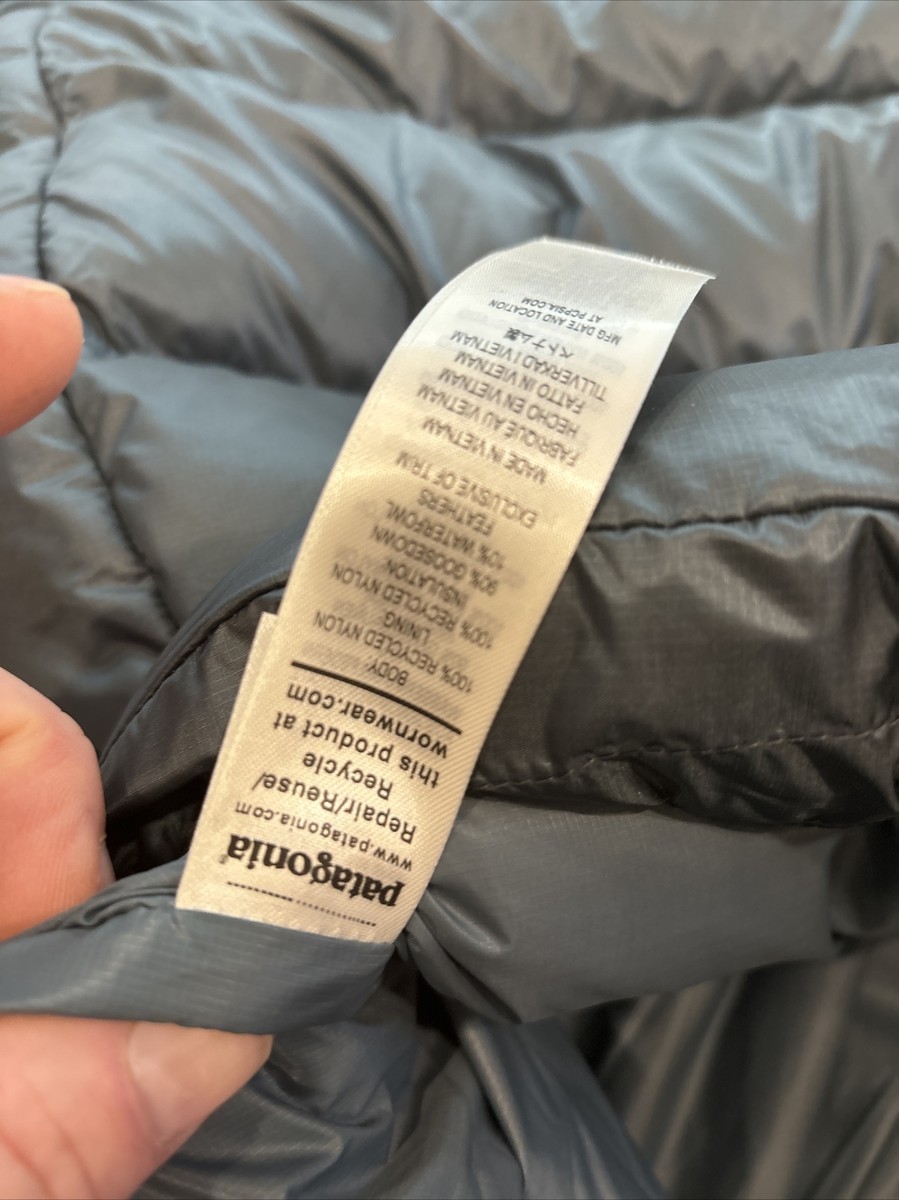 patagonia®
www.patagonia.com
Repair/Reuse/
Recycle
this product at
wornwear.com
BODY
100% RECYCLED NYLON
LINING
100% RECYCLED NYLON
INSULATION
90% GOOSEDOWN
10% WATERFOWL
FEATHERS
EXCLUSIVE OF TRIM
MADE IN VIETNAM
FABRIQUÉ AU VIETNAM
HECHO EN VIETNAM
FATTO IN VIETNAM
TILLVERKAD I VIETNAM
ベトナム製
MFG DATE AND LOCATION
AT PCPSIA.COM